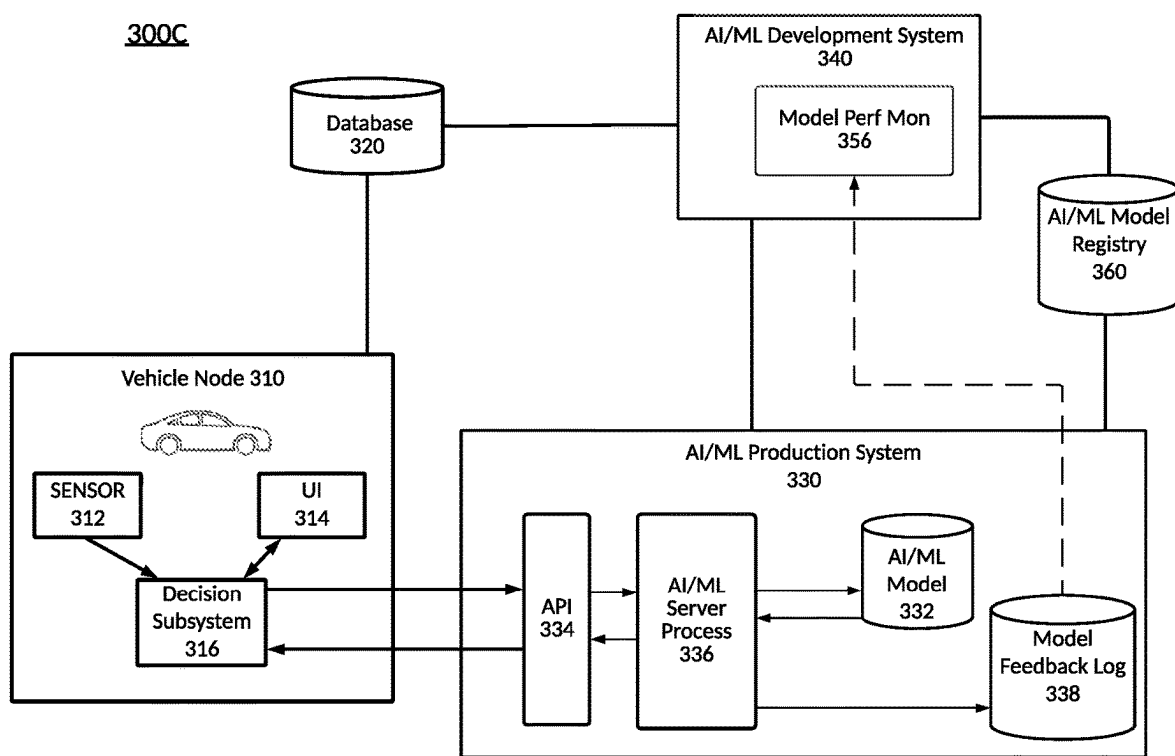 300C
AI/ML Development System
340
Model Perf Mon
356
Database
320
AI/ML Model
Registry
360
Vehicle Node 310
SENSOR
312
UI
314
Decision
Subsystem
316
AI/ML Production System
330
API
334
AI/ML
Server
Process
336
AI/ML
Model
332
Model
Feedback Log
338